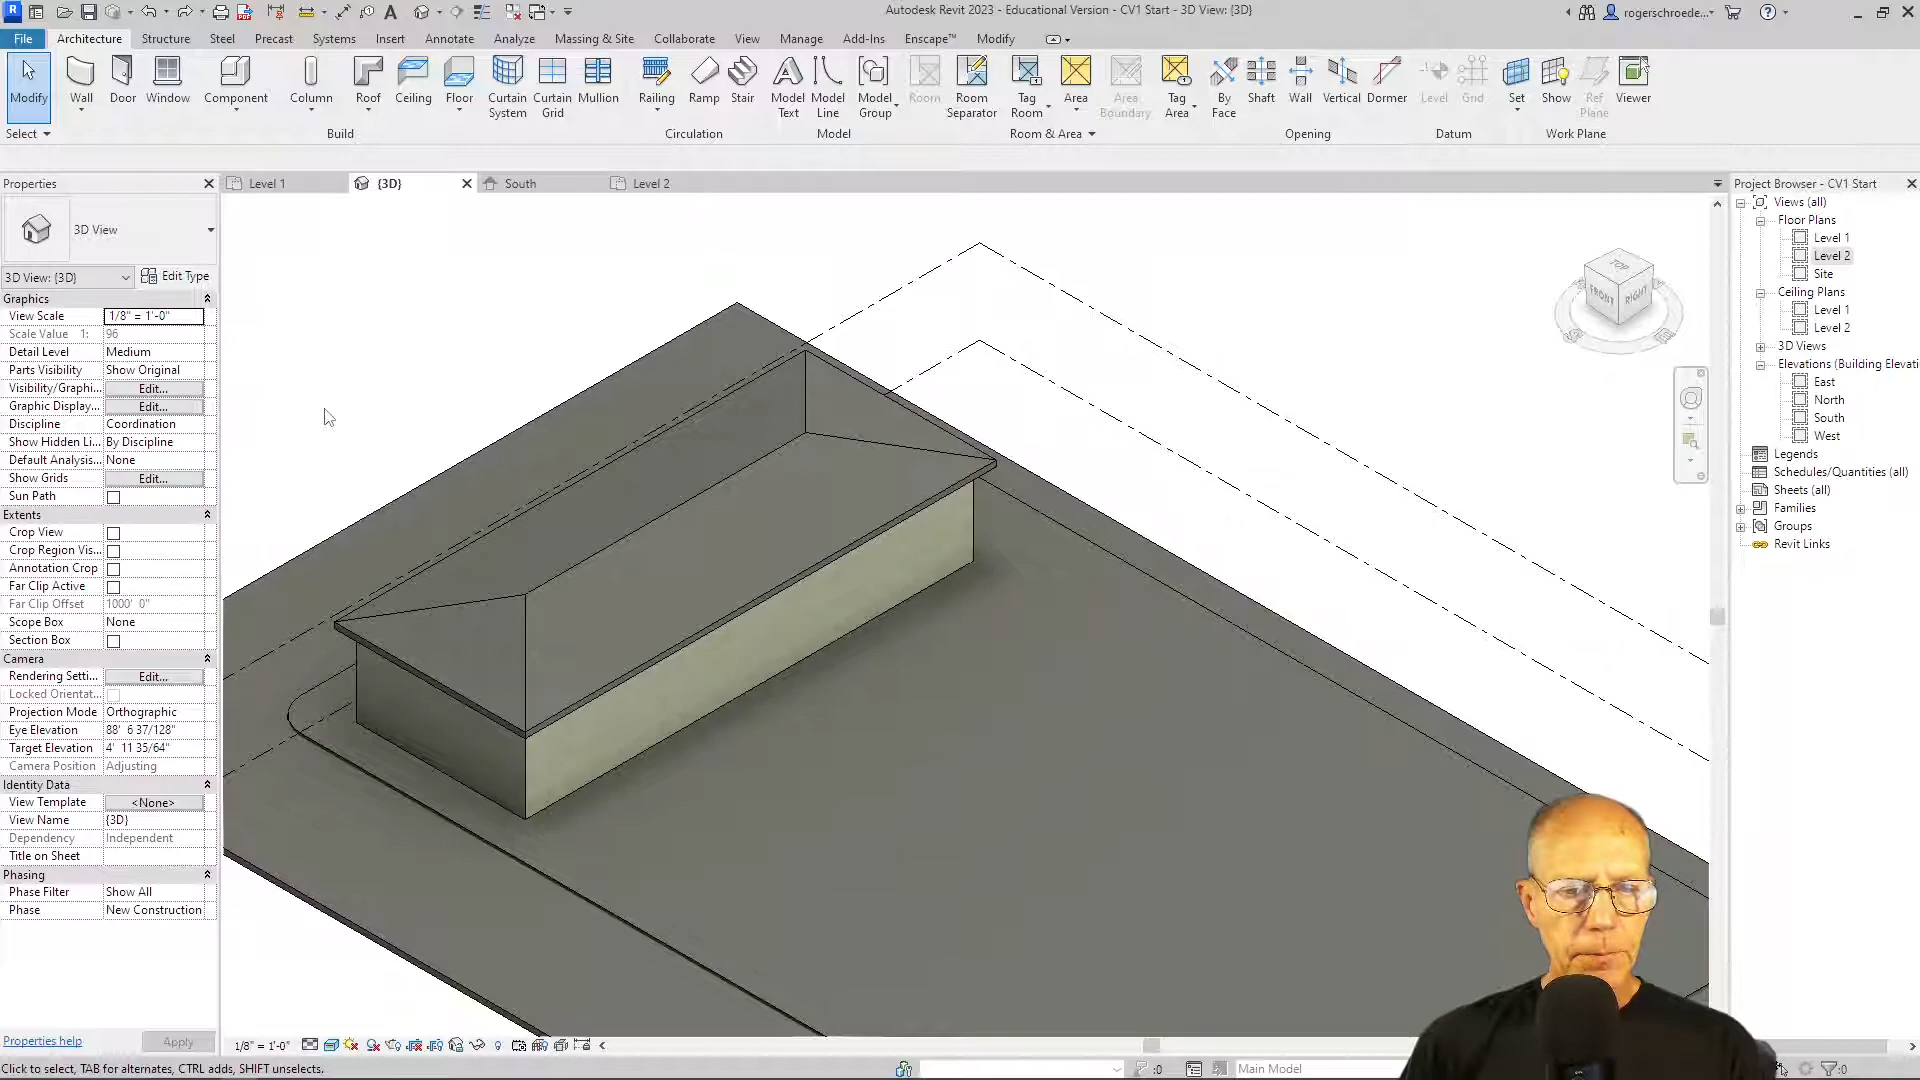 Autodesk Revit 2023 - Educational Version - CV1 Start - 3D View: {3D}
rogerschroede...
File Architecture Structure Steel Precast Systems Insert Annotate Analyze Massing & Site Collaborate View Manage Add-Ins Enscape™ Modify
Modify Wall Door Window Component Column Roof Ceiling Floor Curtain System Curtain Grid Mullion Railing Ramp Stair Model Text Model Line Model Group Room Room Separator Tag Room Area Area Boundary Tag Area By Face Shaft Wall Vertical Dormer Level Grid Set Show Ref Plane Viewer
Select Build Circulation Model Room & Area Opening Datum Work Plane
Properties
Level 1 {3D} South Level 2
3D View
3D View: {3D} Edit Type
Graphics
View Scale 1/8" = 1'-0"
Scale Value 1: 96
Detail Level Medium
Parts Visibility Show Original
Visibility/Graphi... Edit...
Graphic Display... Edit...
Discipline Coordination
Show Hidden Li... By Discipline
Default Analysis... None
Show Grids Edit...
Sun Path
Extents
Crop View
Crop Region Vis...
Annotation Crop
Far Clip Active
Far Clip Offset 1000' 0"
Scope Box None
Section Box
Camera
Rendering Setti... Edit...
Locked Orientat...
Projection Mode Orthographic
Eye Elevation 88' 6 37/128"
Target Elevation 4' 11 35/64"
Camera Position Adjusting
Identity Data
View Template <None>
View Name {3D}
Dependency Independent
Title on Sheet
Phasing
Phase Filter Show All
Phase New Construction
Properties help Apply
TOP
FRONT RIGHT
Project Browser - CV1 Start
Views (all)
Floor Plans
Level 1
Level 2
Site
Ceiling Plans
Level 1
Level 2
3D Views
Elevations (Building Elevati
East
North
South
West
Legends
Schedules/Quantities (all)
Sheets (all)
Families
Groups
Revit Links
1/8" = 1'-0"
Click to select, TAB for alternates, CTRL adds, SHIFT unselects.
:0 Main Model :0